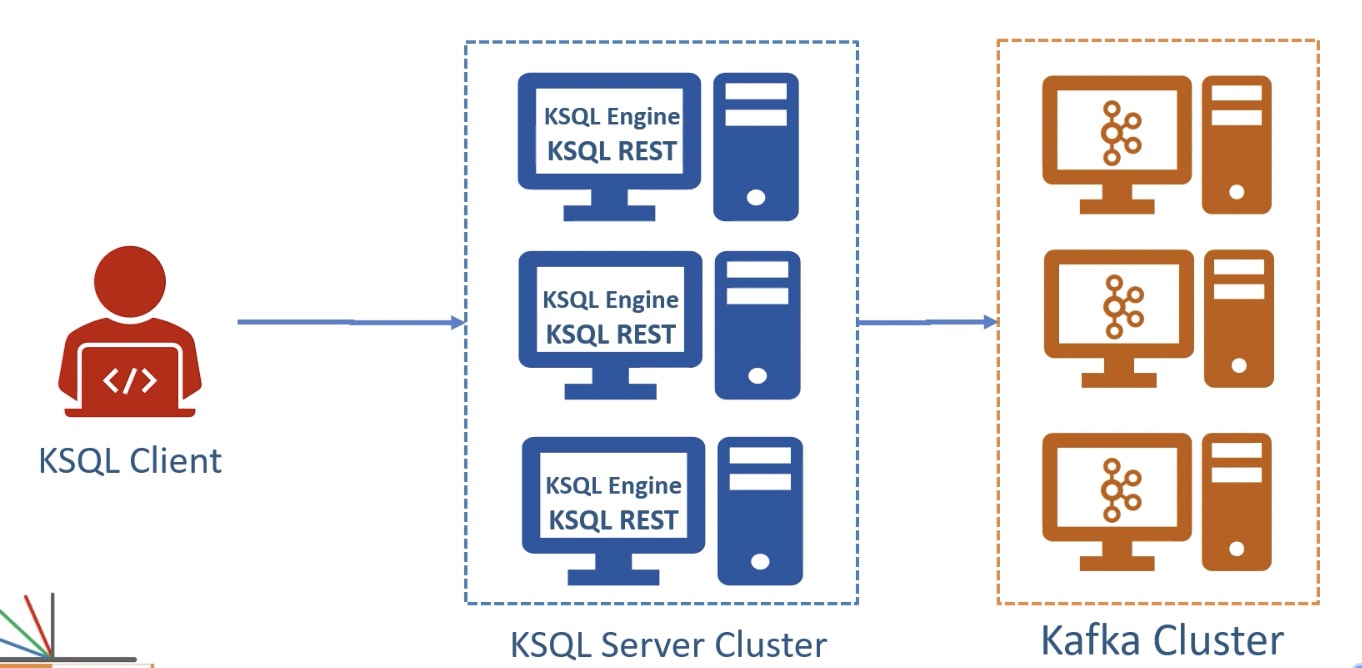 KSQL Engine
KSQL REST
KSQL Engine
KSQL REST
KSQL Engine
KSQL REST
</>
KSQL Client
KSQL Server Cluster
Kafka Cluster